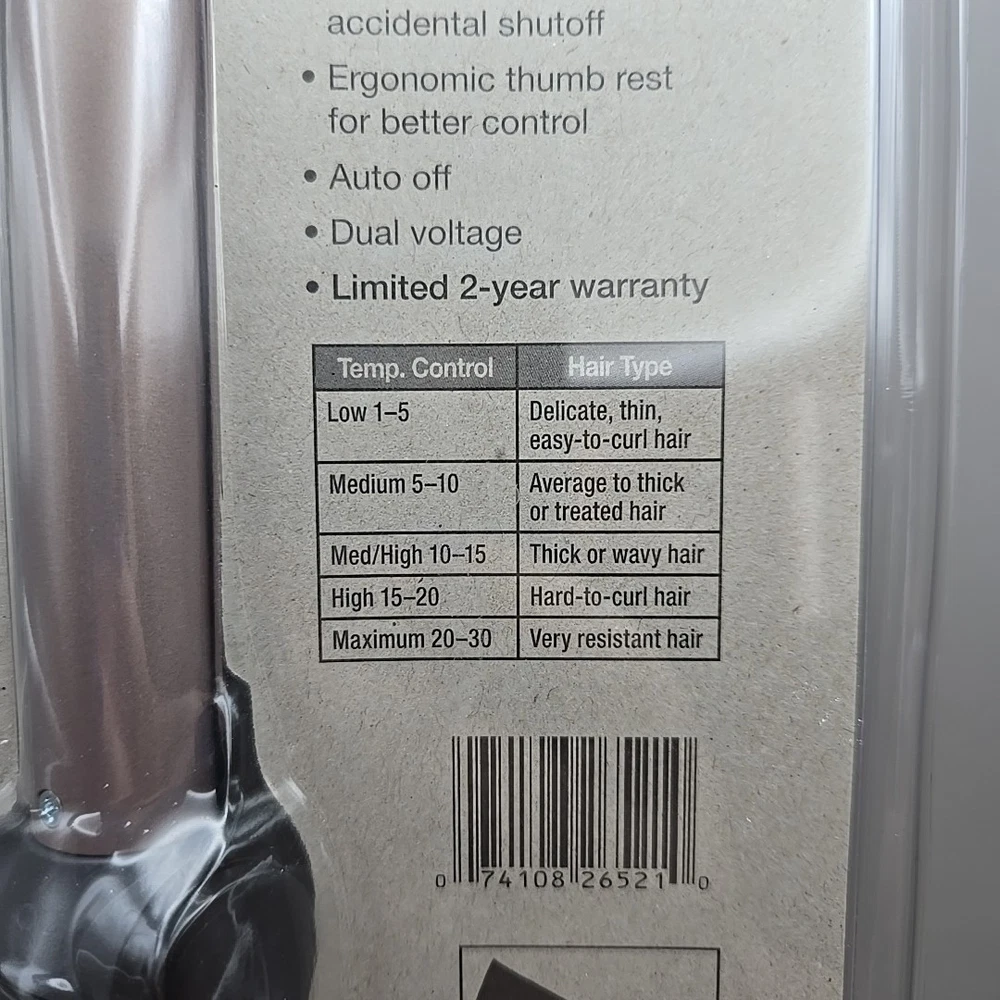 accidental shutoff
• Ergonomic thumb rest
for better control
• Auto off
• Dual voltage
• Limited 2-year warranty
Temp. Control Hair Type
Low 1–5 Delicate, thin,
easy-to-curl hair
Medium 5–10 Average to thick
or treated hair
Med/High 10–15 Thick or wavy hair
High 15–20 Hard-to-curl hair
Maximum 20–30 Very resistant hair
0 74108 26521 0